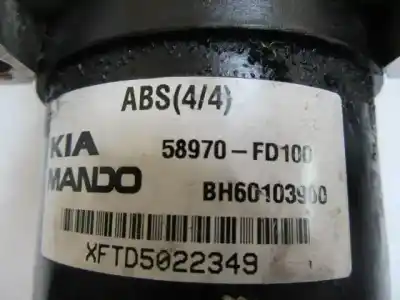 ABS(4/4)
KIA 58970-FD100
MANDO BH60103900
XFTD5022349